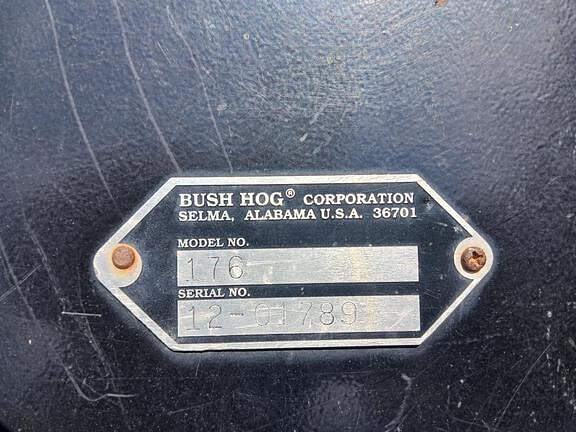 BUSH HOG® CORPORATION
SELMA, ALABAMA U.S.A. 36701
MODEL NO.
176
SERIAL NO.
12-01789